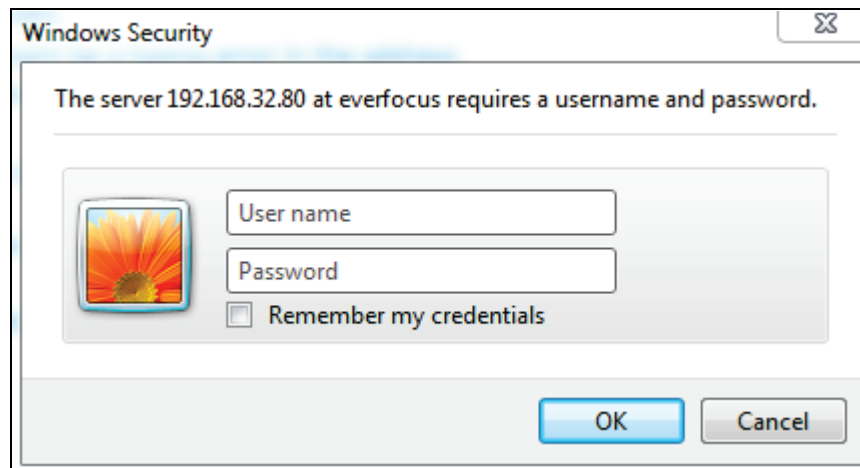 Windows Security
The server 192.168.32.80 at everfocus requires a username and password.
User name
Password
Remember my credentials
OK Cancel